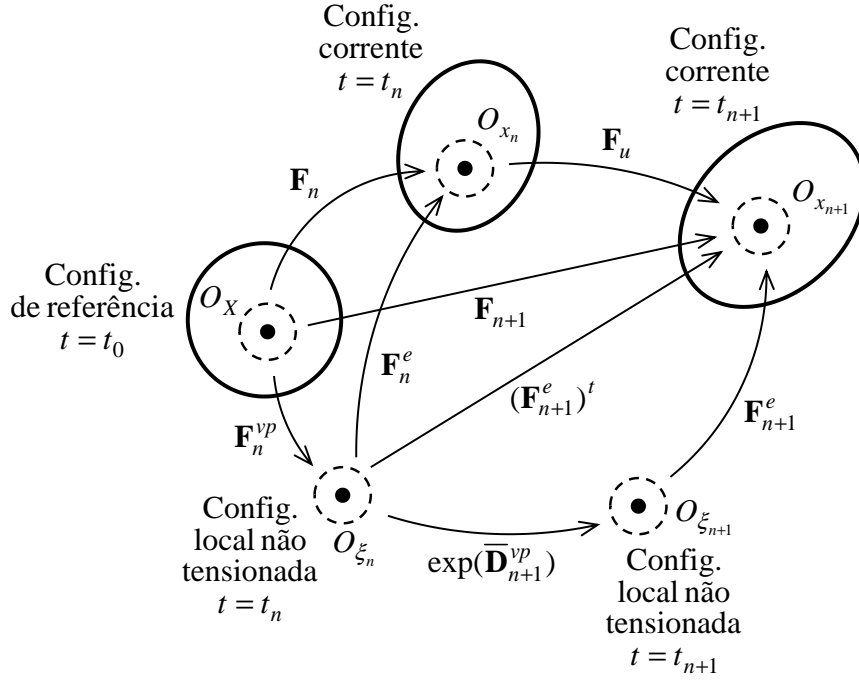 Config.
corrente
t = t_n
Config.
corrente
t = t_{n+1}
O_{x_n}
F_u
F_n
O_{x_{n+1}}
Config.
de referência
t = t_0
O_X
F_{n+1}
F_n^e
(F_{n+1}^e)^t
F_{n+1}^e
F_n^{vp}
Config.
local não
tensionada
t = t_n
O_{ξ_n}
exp(D̅_{n+1}^{vp})
O_{ξ_{n+1}}
Config.
local não
tensionada
t = t_{n+1}